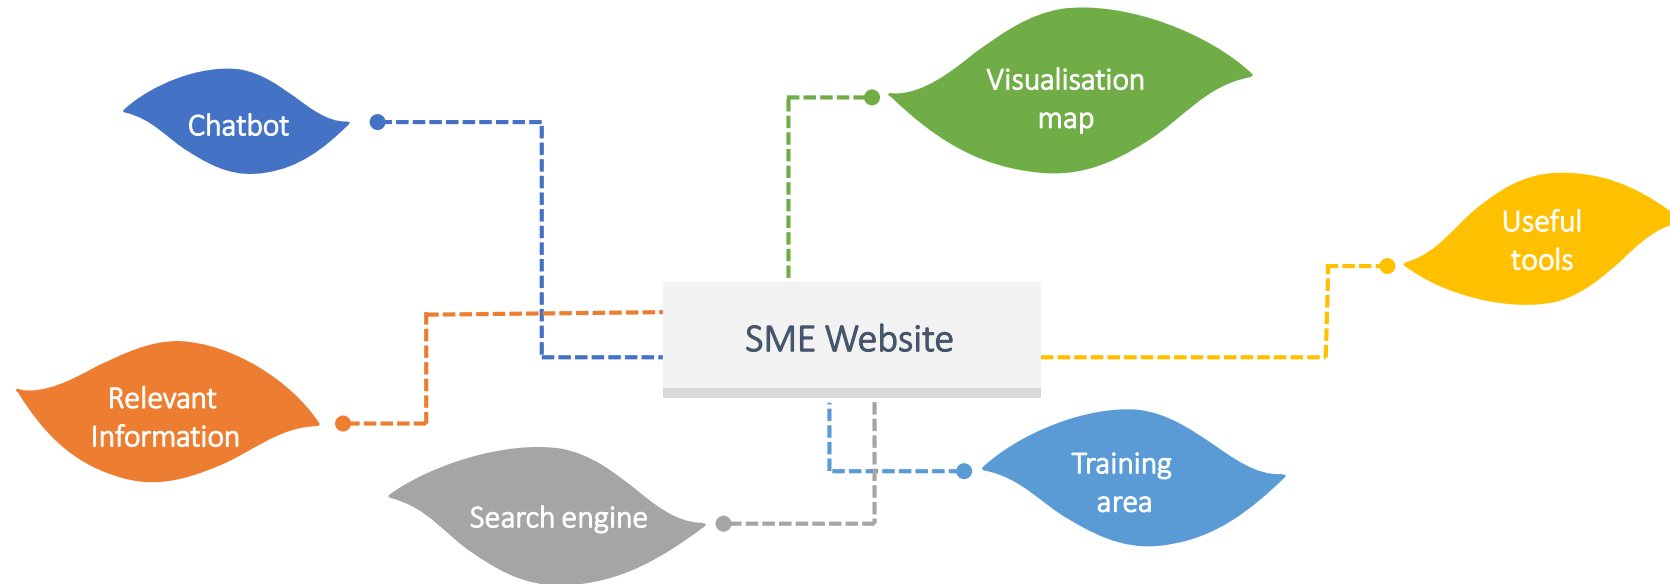 Visualisation
map
Chatbot
Useful
tools
SME Website
Relevant
Information
Training
area
Search engine